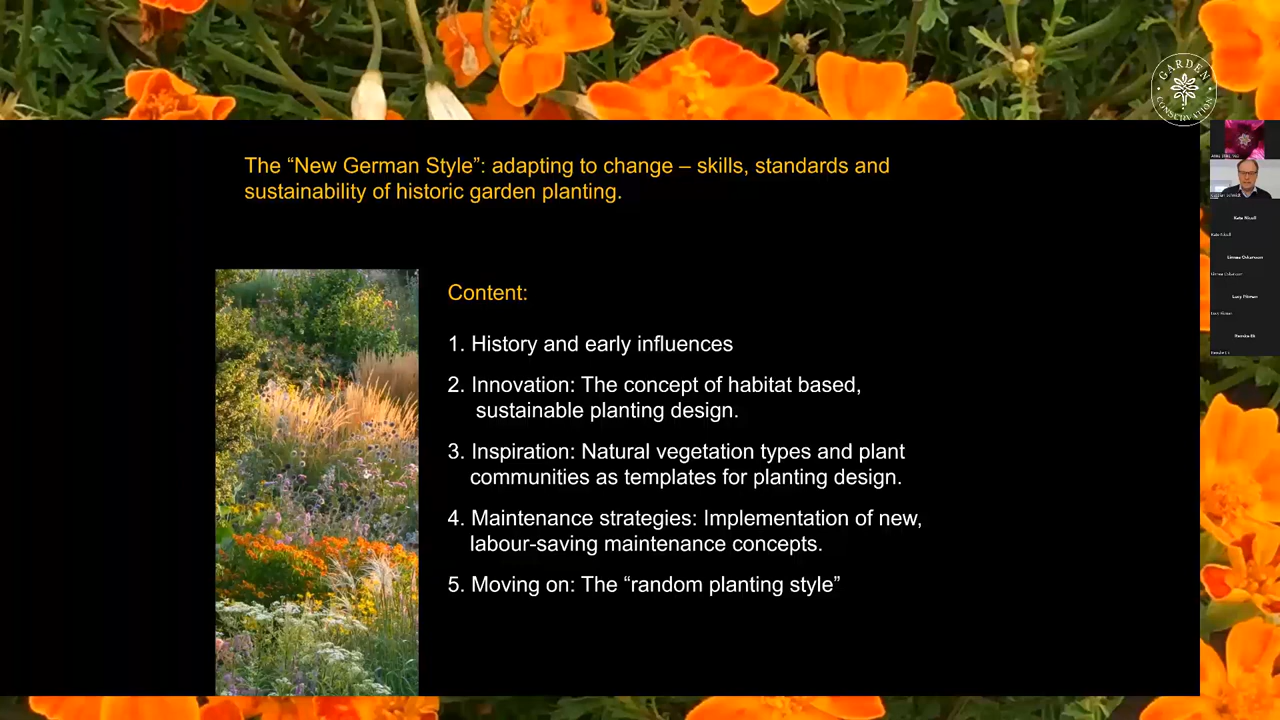 GARDEN
CONSERVATION
The “New German Style”: adapting to change – skills, standards and
sustainability of historic garden planting.
Content:
1. History and early influences
2. Innovation: The concept of habitat based,
sustainable planting design.
3. Inspiration: Natural vegetation types and plant
communities as templates for planting design.
4. Maintenance strategies: Implementation of new,
labour-saving maintenance concepts.
5. Moving on: The “random planting style”